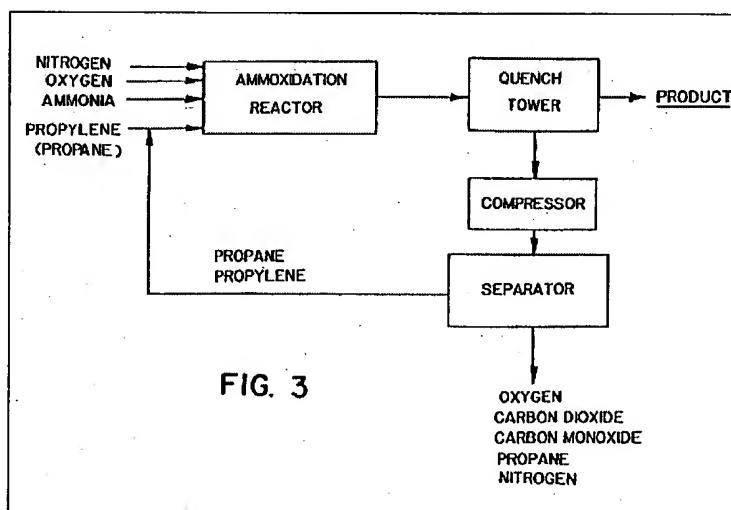 NITROGEN
OXYGEN
AMMONIA
PROPYLENE
(PROPANE)
AMMOXIDATION
REACTOR
QUENCH
TOWER
PRODUCT
COMPRESSOR
PROPANE
PROPYLENE
SEPARATOR
FIG. 3
OXYGEN
CARBON DIOXIDE
CARBON MONOXIDE
PROPANE
NITROGEN